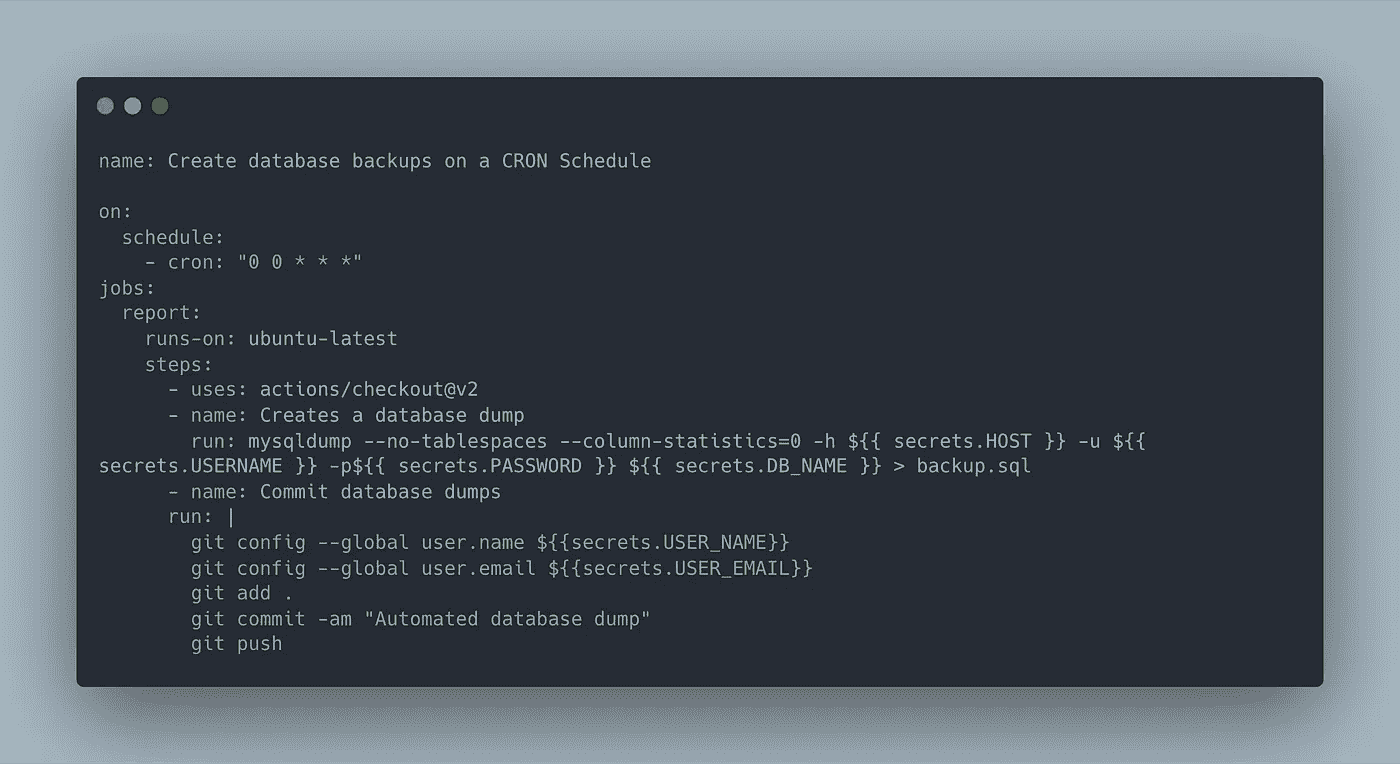 name: Create database backups on a CRON Schedule

on:
  schedule:
    - cron: "0 0 * * *"
jobs:
  report:
    runs-on: ubuntu-latest
    steps:
      - uses: actions/checkout@v2
      - name: Creates a database dump
        run: mysqldump --no-tablespaces --column-statistics=0 -h ${{ secrets.HOST }} -u ${{
secrets.USERNAME }} -p${{ secrets.PASSWORD }} ${{ secrets.DB_NAME }} > backup.sql
      - name: Commit database dumps
      run: |
        git config --global user.name ${{secrets.USER_NAME}}
        git config --global user.email ${{secrets.USER_EMAIL}}
        git add .
        git commit -am "Automated database dump"
        git push